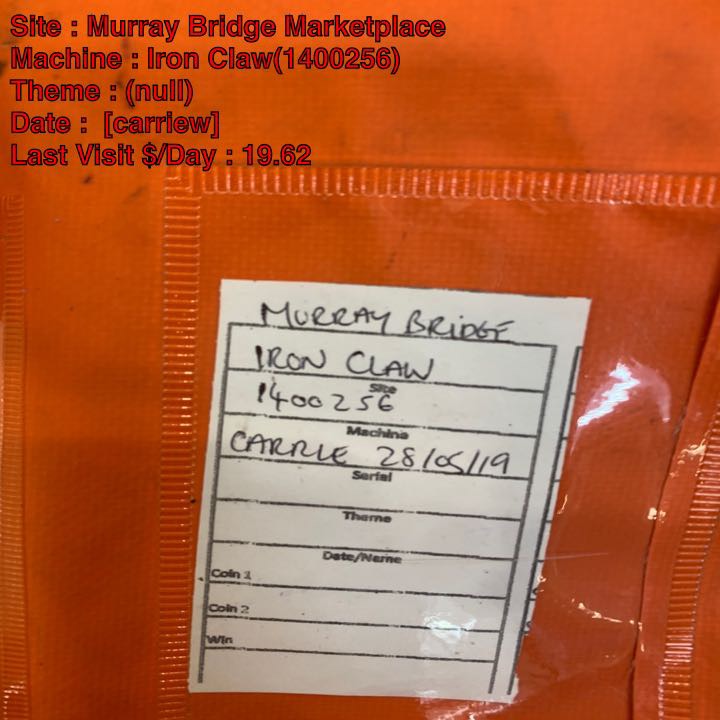 Site : Murray Bridge Marketplace
Machine : Iron Claw(1400256)
Theme : (null)
Date :  [carriew]
Last Visit $/Day : 19.62
MURRAY BRIDGE
IRON CLAW
Site
1400256
Machine
CARRIE 28/05/19
Serial
Theme
Date/Name
Coin 1
Coin 2
Win